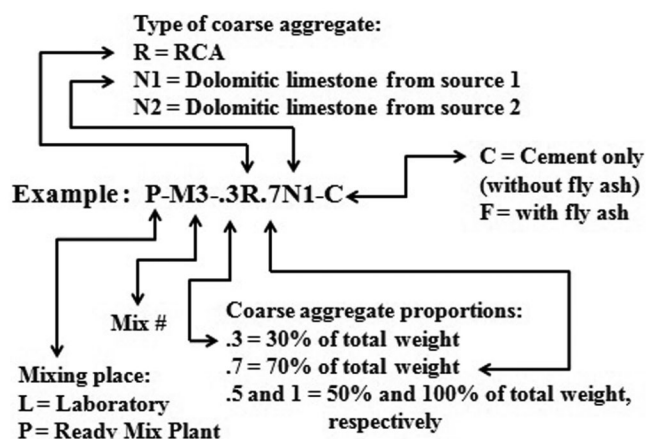 Type of coarse aggregate:
R = RCA
N1 = Dolomitic limestone from source 1
N2 = Dolomitic limestone from source 2
C = Cement only
(without fly ash)
F = with fly ash
Example: P-M3-.3R.7N1-C
Mix #
Coarse aggregate proportions:
.3 = 30% of total weight
.7 = 70% of total weight
.5 and 1 = 50% and 100% of total weight,
respectively
Mixing place:
L = Laboratory
P = Ready Mix Plant